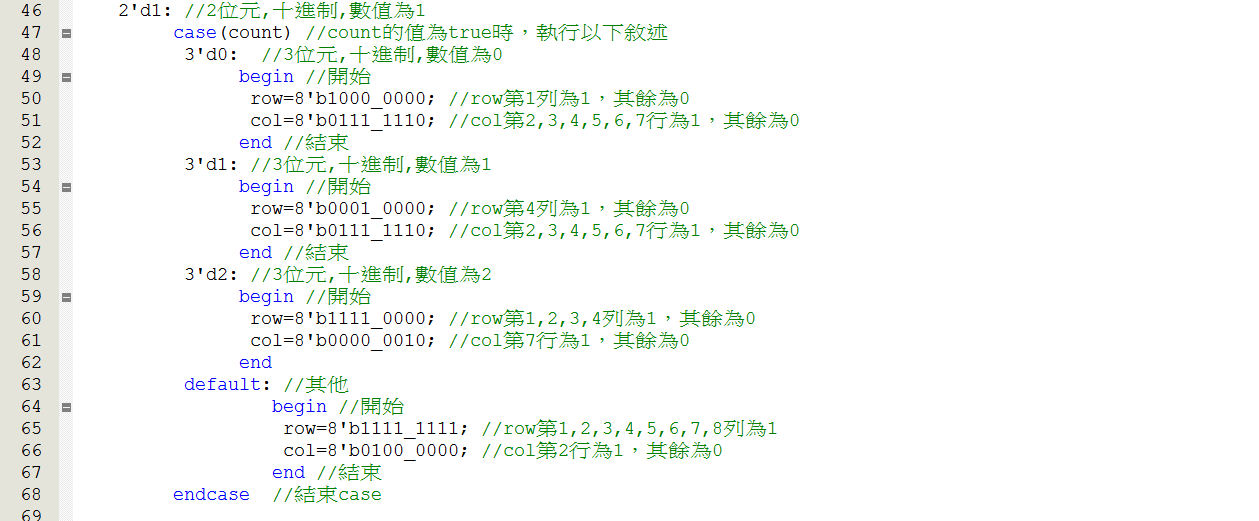 46 2'd1: //2位元,十進制,數值為1
47 case(count) //count的值為true時，執行以下敘述
48 3'd0: //3位元,十進制,數值為0
49 begin //開始
50 row=8'b1000_0000; //row第1列為1，其餘為0
51 col=8'b0111_1110; //col第2,3,4,5,6,7行為1，其餘為0
52 end //結束
53 3'd1: //3位元,十進制,數值為1
54 begin //開始
55 row=8'b0001_0000; //row第4列為1，其餘為0
56 col=8'b0111_1110; //col第2,3,4,5,6,7行為1，其餘為0
57 end //結束
58 3'd2: //3位元,十進制,數值為2
59 begin //開始
60 row=8'b1111_0000; //row第1,2,3,4列為1，其餘為0
61 col=8'b0000_0010; //col第7行為1，其餘為0
62 end
63 default: //其他
64 begin //開始
65 row=8'b1111_1111; //row第1,2,3,4,5,6,7,8列為1
66 col=8'b0100_0000; //col第2行為1，其餘為0
67 end //結束
68 endcase //結束case
69